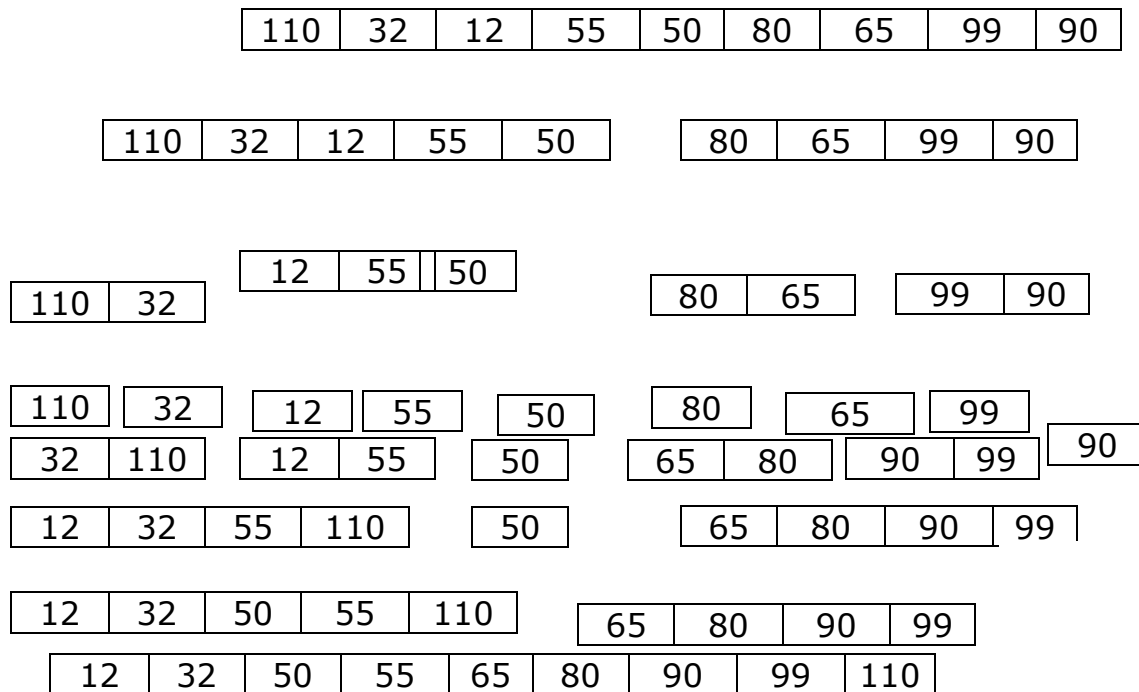 110 32 12 55 50 80 65 99 90
110 32 12 55 50 80 65 99 90
12 55 50
110 32 80 65 99 90
110 32 12 55 50 80 65 99
32 110 12 55 50 65 80 90 99 90
12 32 55 110 50 65 80 90 99
12 32 50 55 110 65 80 90 99
12 32 50 55 65 80 90 99 110